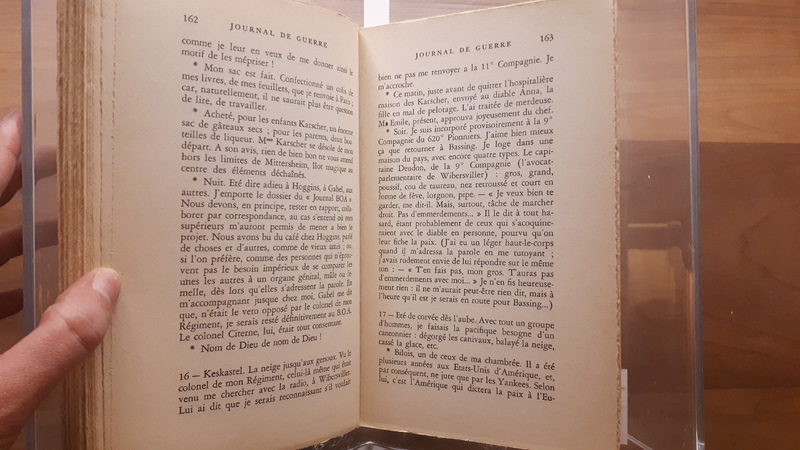 162
JOURNAL DE GUERRE
comme je leur en veux de me donner ainsi le
motif de les mépriser !
* Mon sac est fait. Confectionné un colis de
mes livres, de mes feuillets, que je renvoie à Paris ;
car, naturellement, il ne saurait plus être question
de lire, de travailler.
* Acheté, pour les enfants Karscher, un énorme
sac de gâteaux secs ; pour les parents, deux bou-
teilles de liqueur. Mme Karscher se désole de mon
départ. A son avis, rien de bien bon ne vous attend
hors les limites de Mittersheim, îlot magique au
centre des éléments déchaînés.
* Nuit. Eté dire adieu à Hoggins, à Gabel, aux
autres. J'emporte le dossier du « Journal BOA ».
Nous devons, en principe, rester en rapport, colla-
borer par correspondance, au cas s'entend où mes
supérieurs m'auront permis de mener à bien le
projet. Nous avons bu du café chez Hoggins, parlé
de choses et d'autres, comme de vieux amis ; ou,
si l'on préfère, comme des personnes qui n'éprou-
vent pas le besoin impérieux de se comparer les
unes les autres à un organe génital, mâle ou fe-
melle, dès lors qu'elles s'adressent la parole. En
m'accompagnant jusque chez moi, Gabel me dit
que, n'était le veto opposé par le colonel de mon
Régiment, je serais resté définitivement au B.O.A.
Le colonel Citerne, lui, était tout consentant.
* Nom de Dieu de nom de Dieu !
16 — Keskastel. La neige jusqu'aux genoux. Vu le
colonel de mon Régiment, celui-là même qui était
venu me chercher avec la radio, à Wibersviller.
Lui ai dit que je serais reconnaissant s'il voulait
JOURNAL DE GUERRE
163
bien ne pas me renvoyer à la 11e Compagnie. Je
m'accroche.
* Ce matin, juste avant de quitter l'hospitalière
maison des Karscher, envoyé au diable Anna, la
fille en mal de pelotage. L'ai traitée de merdeuse.
Emile, présent, approuva joyeusement du chef.
* Soir. Je suis incorporé provisoirement à la 9e
Compagnie du 620e Pionniers. J'aime bien mieux
ça que retourner à Bassing. Je loge dans une
maison du pays, avec encore quatre types. Le capi-
taine Deudon, de la 9e Compagnie (l'avocat-
parlementaire de Wibersviller) : gros, grand,
poussif, cou de taureau, nez retroussé et court en
forme de fève, lorgnon, pipe. — « Je veux bien te
garder, me dit-il. Mais, surtout, tâche de marcher
droit. Pas d'emmerdements... » Il le dit à tout ha-
sard, étant probablement de ceux qui s'acoquine-
raient avec le diable en personne, pourvu qu'on
leur fiche la paix. (J'ai eu un léger haut-le-corps
quand il m'adressa la parole en me tutoyant ;
j'avais rudement envie de lui répondre sur le même
ton : — « T'en fais pas, mon gros. T'auras pas
d'emmerdements avec moi... » Je n'en fis heureuse-
ment rien : il ne m'aurait peut-être rien dit, mais à
l'heure qu'il est je serais en route pour Bassing...)
17 — Eté de corvée dès l'aube. Avec tout un groupe
d'hommes, je faisais la pacifique besogne d'un
cantonnier : dégorgé les canivaux, balayé la neige,
cassé la glace, etc.
* Bilois, un de ceux de ma chambrée. Il a été
plusieurs années aux Etats-Unis d'Amérique, et,
par conséquent, ne jure que par les Yankees. Selon
lui, c'est l'Amérique qui dictera la paix à l'Eu-